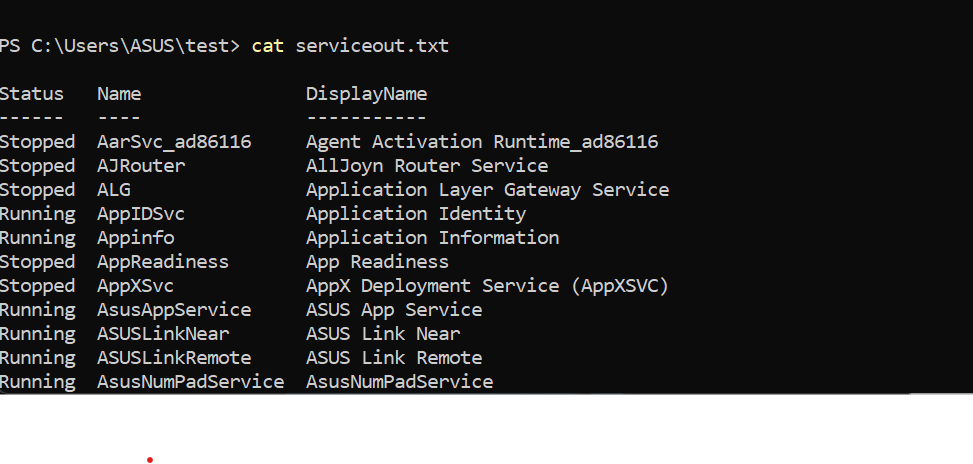 PS C:\Users\ASUS\test> cat serviceout.txt
Status   Name               DisplayName
------   ----               -----------
Stopped  AarSvc_ad86116     Agent Activation Runtime_ad86116
Stopped  AJRouter           AllJoyn Router Service
Stopped  ALG                Application Layer Gateway Service
Running  AppIDSvc           Application Identity
Running  Appinfo            Application Information
Stopped  AppReadiness       App Readiness
Stopped  AppXSvc            AppX Deployment Service (AppXSVC)
Running  AsusAppService     ASUS App Service
Running  ASUSLinkNear       ASUS Link Near
Running  ASUSLinkRemote     ASUS Link Remote
Running  AsusNumPadService  AsusNumPadService